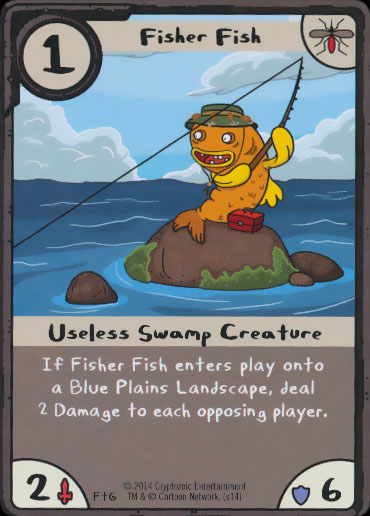 1
Fisher Fish
Useless Swamp Creature
If Fisher Fish enters play onto
a Blue Plains Landscape, deal
2 Damage to each opposing player.
2
FtG
© 2014 Cryptozoic Entertainment
TM & © Cartoon Network. (s14)
6